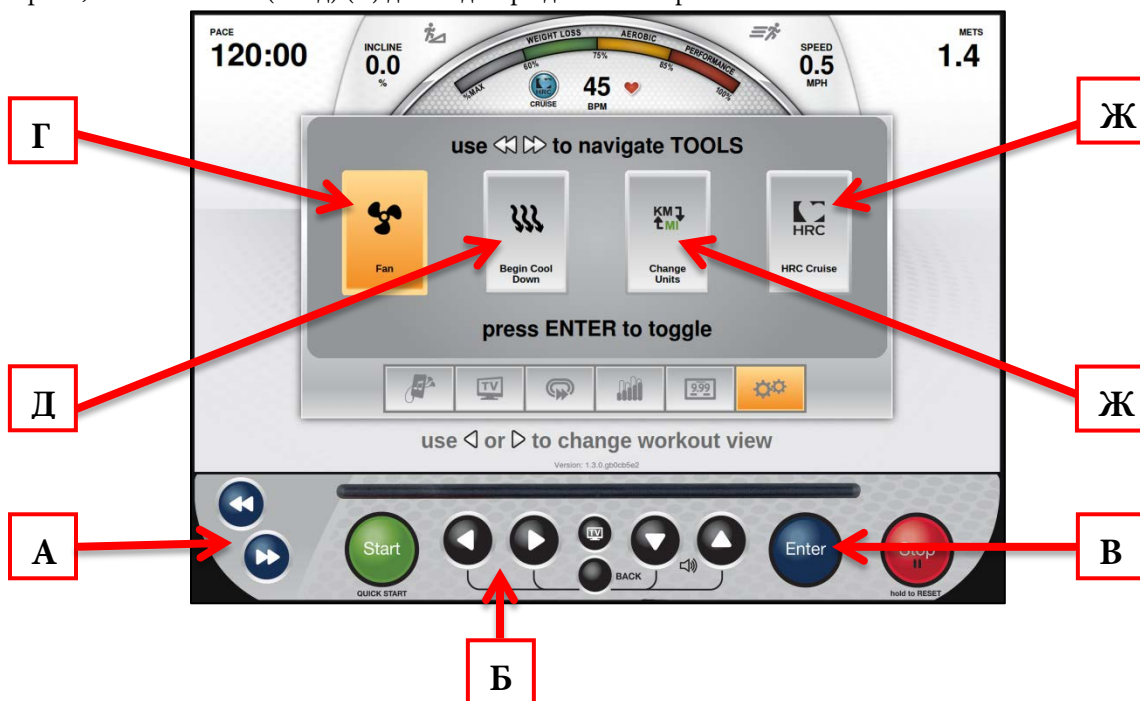 PACE
120:00
INCLINE
0.0
%
WEIGHT LOSS
AEROBIC
PERFORMANCE
%MAX
60%
75%
85%
100%
HRC
CRUISE
45
BPM
SPEED
0.5
MPH
METS
1.4
Г
Ж
use to navigate TOOLS
Fan
Begin Cool
Down
KM
MI
Change
Units
HRC
HRC Cruise
press ENTER to toggle
Д
Ж
TV
9.99
use or to change workout view
Version: 1.3.0.gb0cb5e2
А
Start
QUICK START
TV
BACK
Enter
Stop
hold to RESET
В
Б